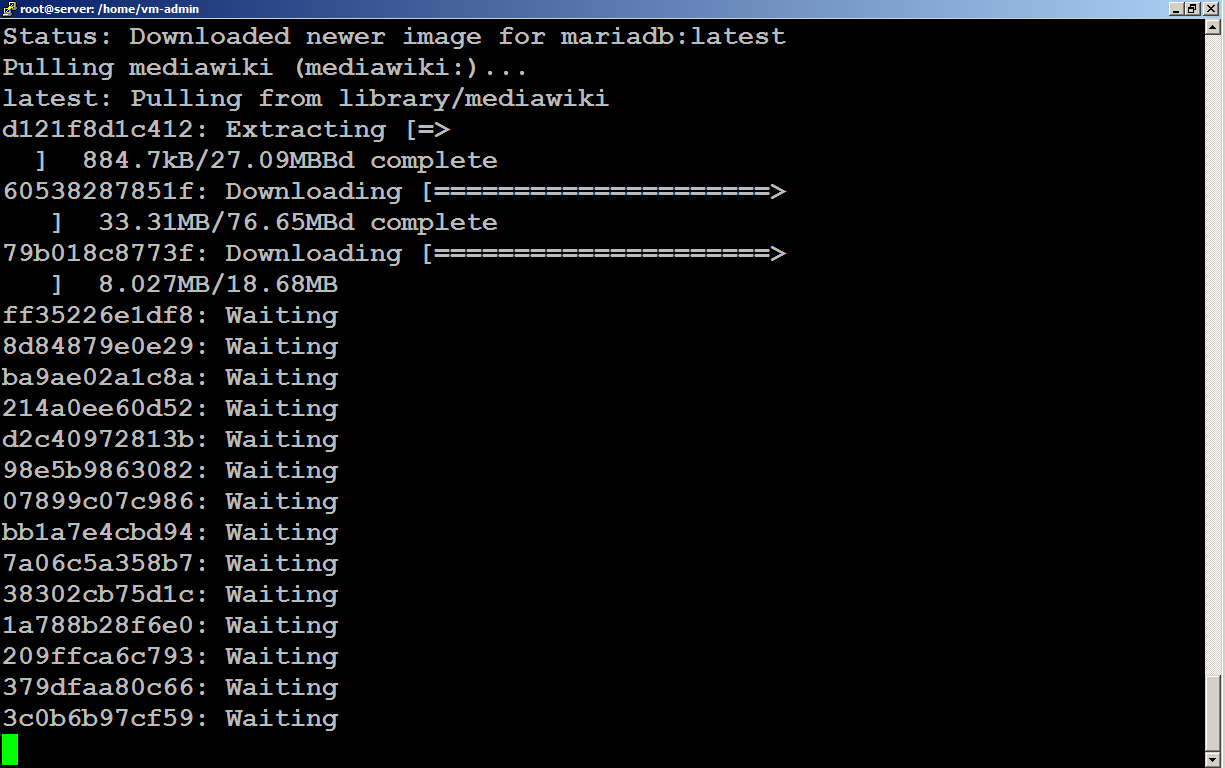 root@server: /home/vm-admin
Status: Downloaded newer image for mariadb:latest
Pulling mediawiki (mediawiki:)...
latest: Pulling from library/mediawiki
d121f8d1c412: Extracting [=>
  ]  884.7kB/27.09MBBd complete
60538287851f: Downloading [=====================>
   ]  33.31MB/76.65MBd complete
79b018c8773f: Downloading [=====================>
   ]  8.027MB/18.68MB
ff35226e1df8: Waiting
8d84879e0e29: Waiting
ba9ae02a1c8a: Waiting
214a0ee60d52: Waiting
d2c40972813b: Waiting
98e5b9863082: Waiting
07899c07c986: Waiting
bb1a7e4cbd94: Waiting
7a06c5a358b7: Waiting
38302cb75d1c: Waiting
1a788b28f6e0: Waiting
209ffca6c793: Waiting
379dfaa80c66: Waiting
3c0b6b97cf59: Waiting